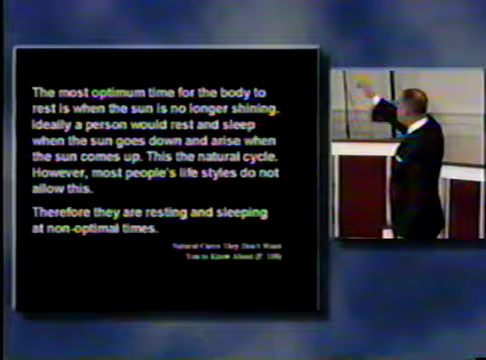 The most optimum time for the body to
rest is when the sun is no longer shining.
Ideally a person would rest and sleep
when the sun goes down and arise when
the sun comes up. This the natural cycle.
However, most people's life styles do not
allow this.
Therefore they are resting and sleeping
at non-optimal times.
Natural Cures They Don't Want
You to Know About (P.